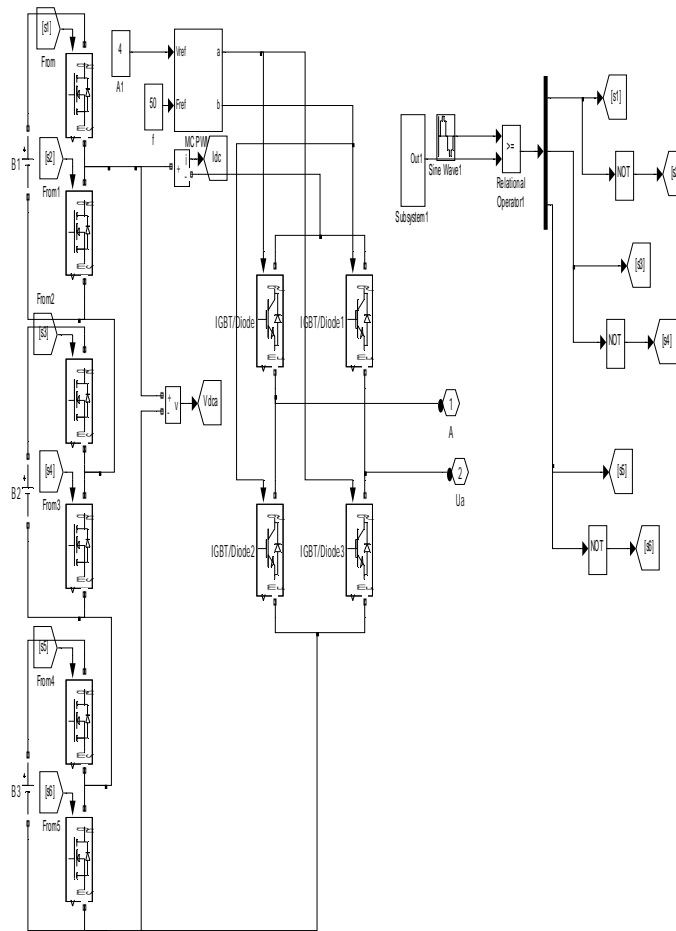 [s1]
From
4
A1
Vref
a
50
f
Fref
b
MC PWM
B1
[s2]
From1
+
-
i
Idc
From2
[s3]
IGBT/Diode
IGBT/Diode1
+
-
v
Vdca
1
A
B2
[s4]
From3
2
Ua
IGBT/Diode2
IGBT/Diode3
[s5]
From4
B3
[s6]
From5
Out1
Subsystem1
Sine Wave1
>=
Relational
Operator1
[s1]
NOT
[s3]
NOT
[s4]
[s5]
NOT
[s6]